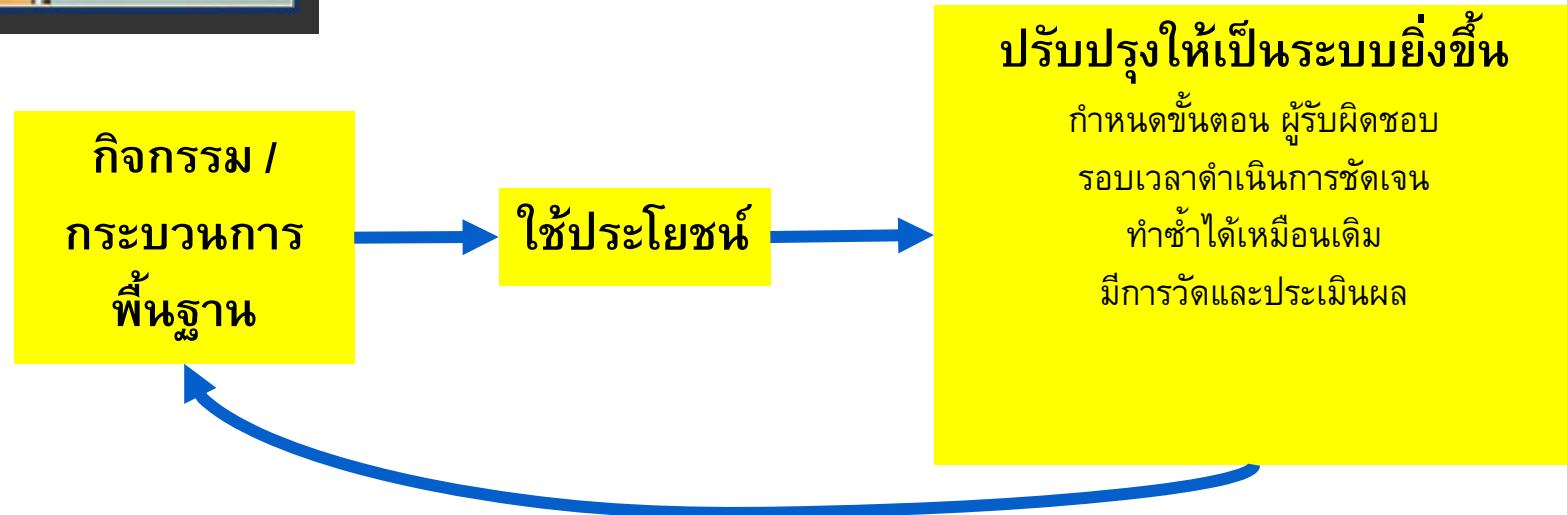 กิจกรรม /
กระบวนการ
พื้นฐาน
ใช้ประโยชน์
ปรับปรุงให้เป็นระบบยิ่งขึ้น
กำหนดขั้นตอน ผู้รับผิดชอบ
รอบเวลาดำเนินการชัดเจน
ทำซ้ำได้เหมือนเดิม
มีการวัดและประเมินผล